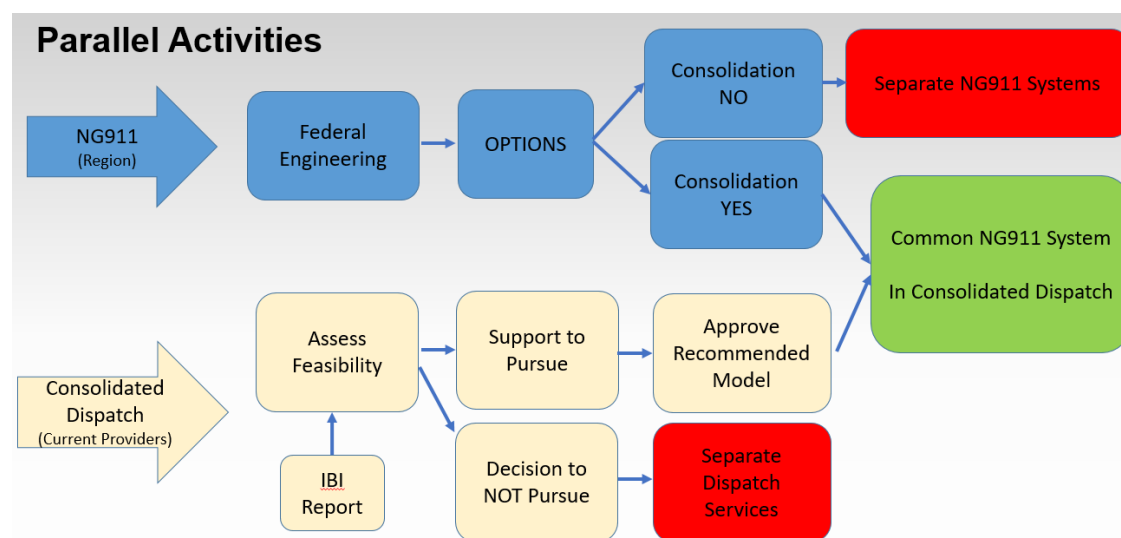 Parallel Activities
NG911
(Region)
Federal
Engineering
OPTIONS
Consolidation
NO
Separate NG911 Systems
Consolidation
YES
Common NG911 System
In Consolidated Dispatch
Consolidated
Dispatch
(Current Providers)
Assess
Feasibility
Support to
Pursue
Approve
Recommended
Model
IBI
Report
Decision to
NOT Pursue
Separate
Dispatch
Services